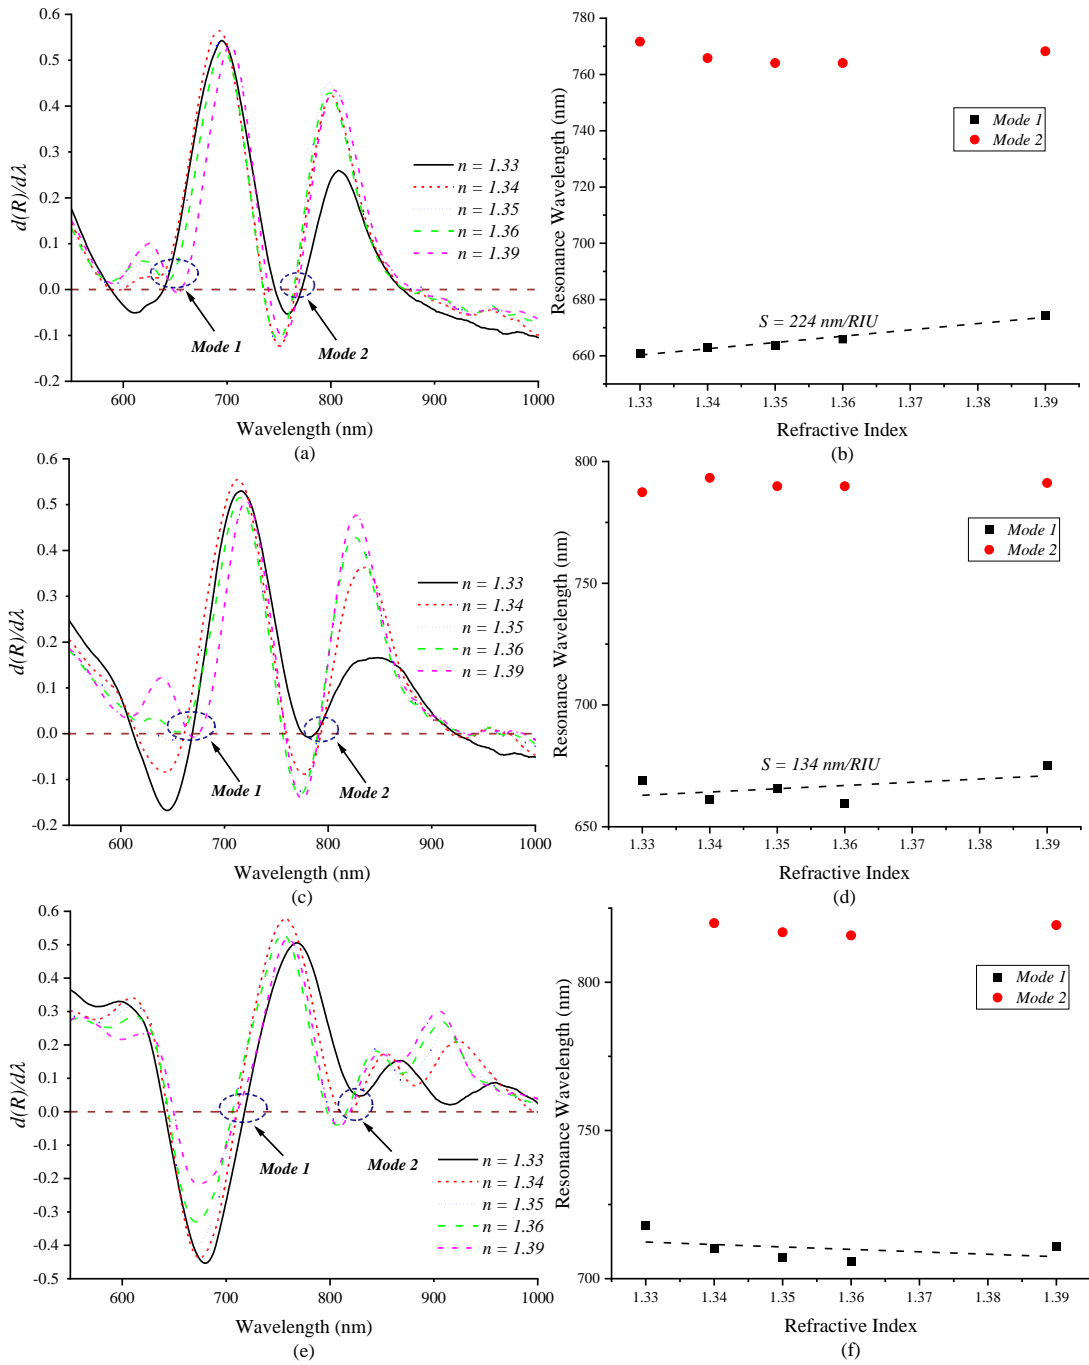 0.6
0.5
0.4
0.3
0.2
0.1
0.0
-0.1
-0.2
d(R)/dλ
n = 1.33
n = 1.34
n = 1.35
n = 1.36
n = 1.39
Mode 1
Mode 2
600 700 800 900 1000
Wavelength (nm)
(a)
780
760
740
720
700
680
660
Resonance Wavelength (nm)
Mode 1
Mode 2
S = 224 nm/RIU
1.33 1.34 1.35 1.36 1.37 1.38 1.39
Refractive Index
(b)
0.6
0.5
0.4
0.3
0.2
0.1
0.0
-0.1
-0.2
d(R)/dλ
n = 1.33
n = 1.34
n = 1.35
n = 1.36
n = 1.39
Mode 1
Mode 2
600 700 800 900 1000
Wavelength (nm)
(c)
800
750
700
650
Resonance Wavelength (nm)
Mode 1
Mode 2
S = 134 nm/RIU
1.33 1.34 1.35 1.36 1.37 1.38 1.39
Refractive Index
(d)
0.6
0.5
0.4
0.3
0.2
0.1
0.0
-0.1
-0.2
-0.3
-0.4
-0.5
d(R)/dλ
Mode 1
Mode 2
n = 1.33
n = 1.34
n = 1.35
n = 1.36
n = 1.39
600 700 800 900 1000
Wavelength (nm)
(e)
800
750
700
Resonance Wavelength (nm)
Mode 1
Mode 2
1.33 1.34 1.35 1.36 1.37 1.38 1.39
Refractive Index
(f)